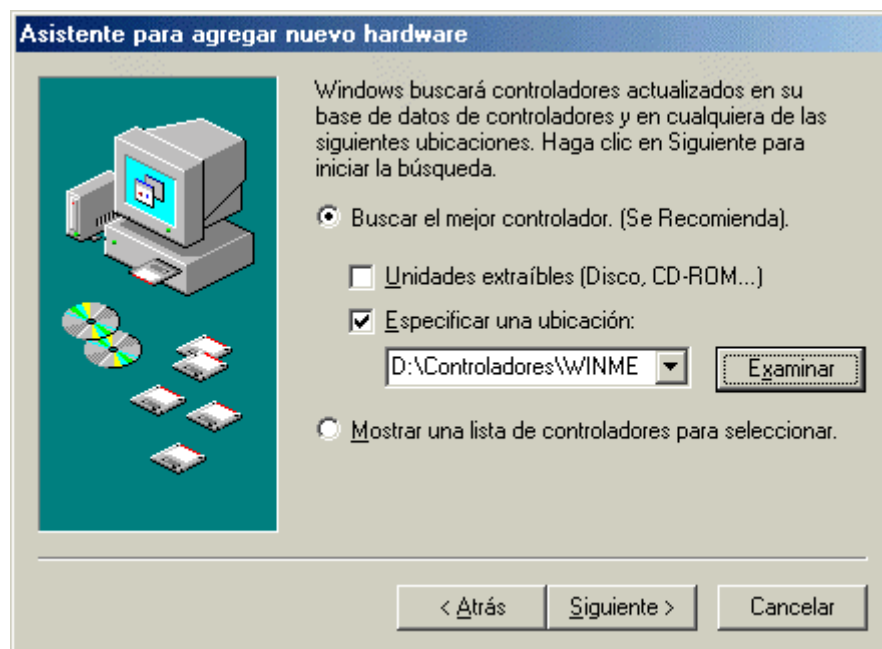 Asistente para agregar nuevo hardware
Windows buscará controladores actualizados en su
base de datos de controladores y en cualquiera de las
siguientes ubicaciones. Haga clic en Siguiente para
iniciar la búsqueda.
Buscar el mejor controlador. (Se Recomienda).
Unidades extraíbles (Disco, CD-ROM...)
Especificar una ubicación:
D:\Controladores\WINME
Examinar
Mostrar una lista de controladores para seleccionar.
< Atrás
Siguiente >
Cancelar